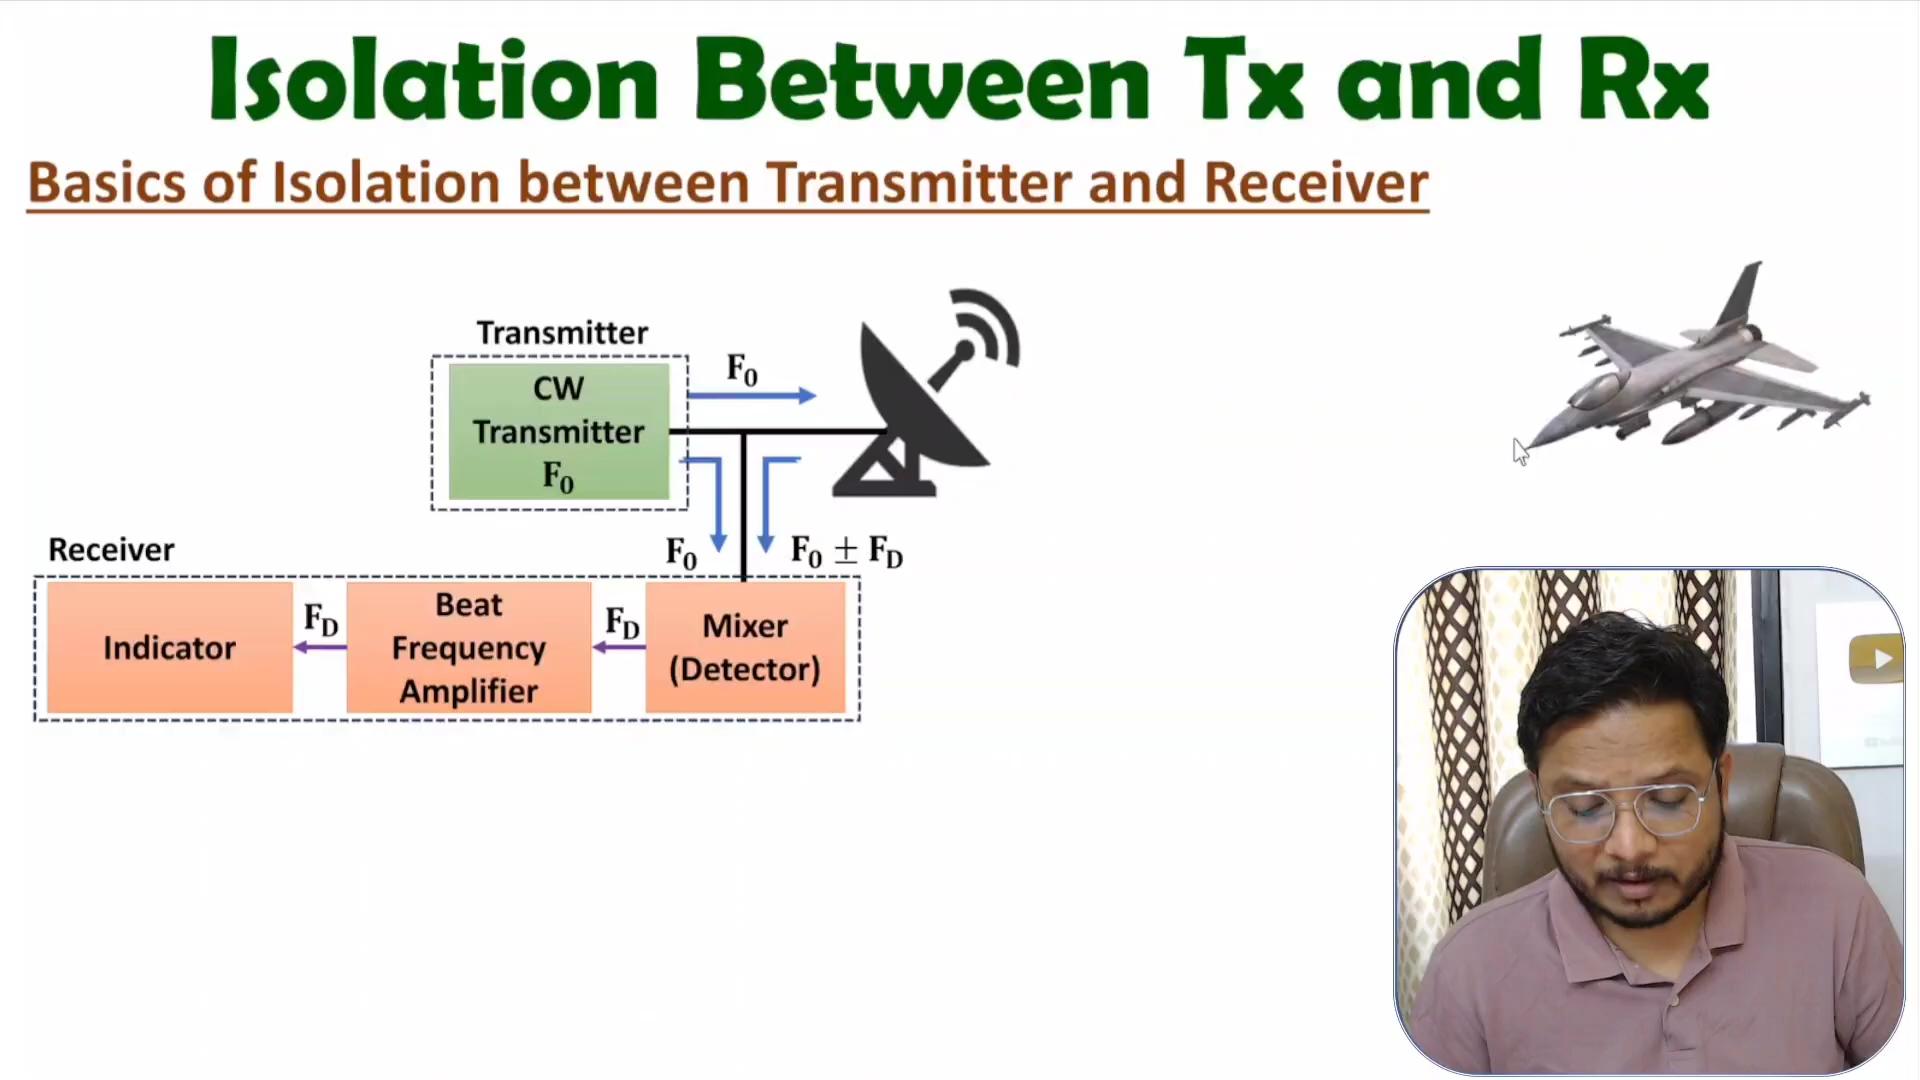 Isolation Between Tx and Rx
Basics of Isolation between Transmitter and Receiver
Transmitter
CW
Transmitter
F₀
F₀
F₀
F₀ ± F_D
Receiver
Indicator
F_D
Beat
Frequency
Amplifier
F_D
Mixer
(Detector)